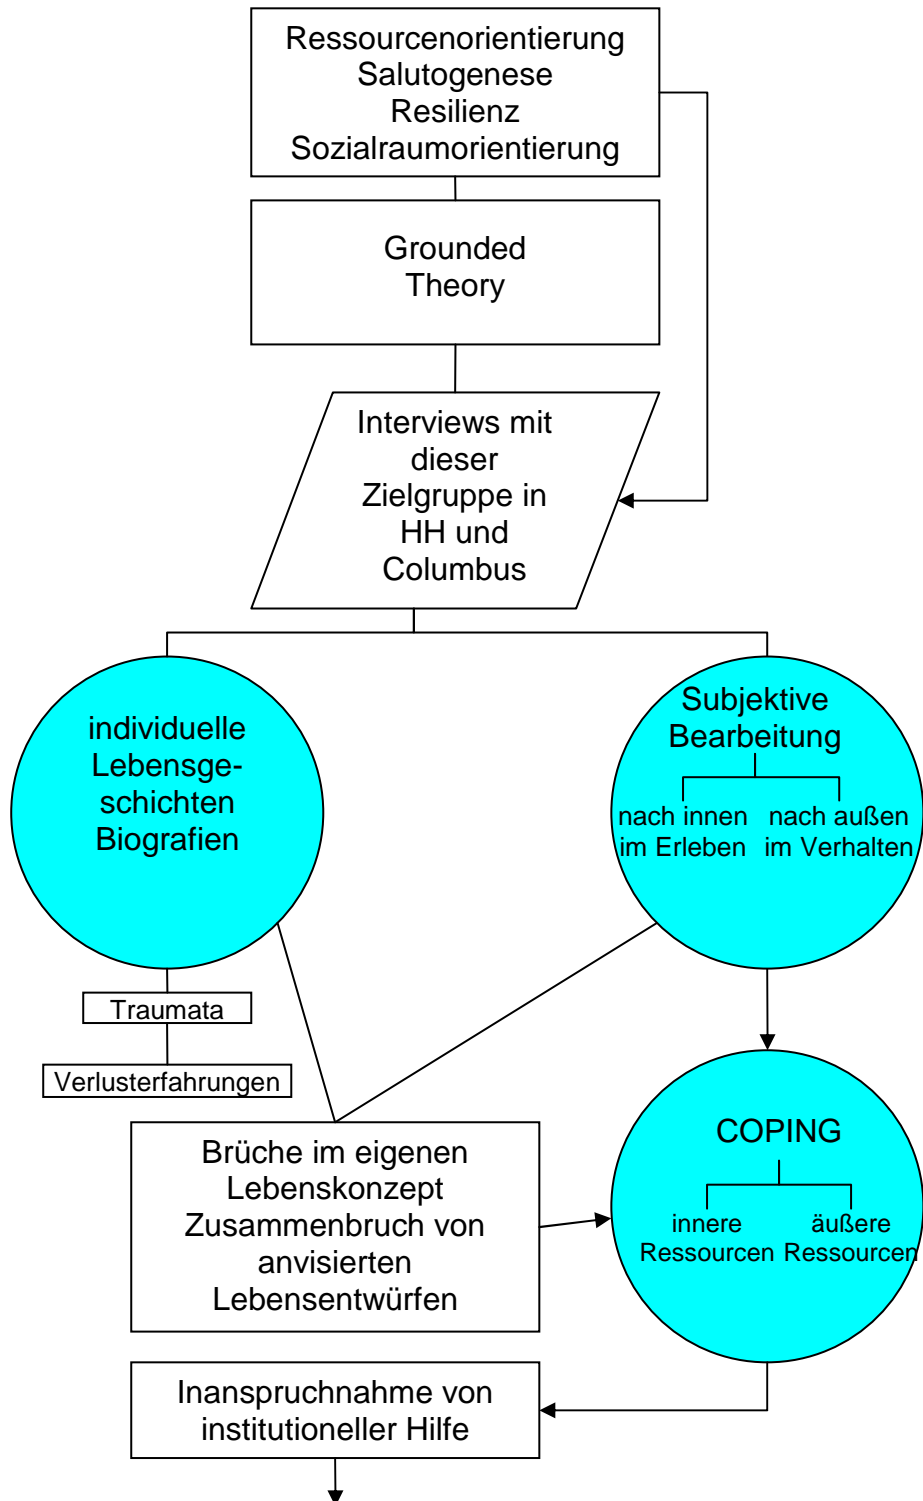 Ressourcenorientierung
Salutogenese
Resilienz
Sozialraumorientierung
Grounded
Theory
Interviews mit
dieser
Zielgruppe in
HH und
Columbus
individuelle
Lebensge-
schichten
Biografien
Subjektive
Bearbeitung
nach innen
im Erleben
nach außen
im Verhalten
Traumata
Verlusterfahrungen
Brüche im eigenen
Lebenskonzept
Zusammenbruch von
anvisierten
Lebensentwürfen
COPING
innere
Ressourcen
äußere
Ressourcen
Inanspruchnahme von
institutioneller Hilfe